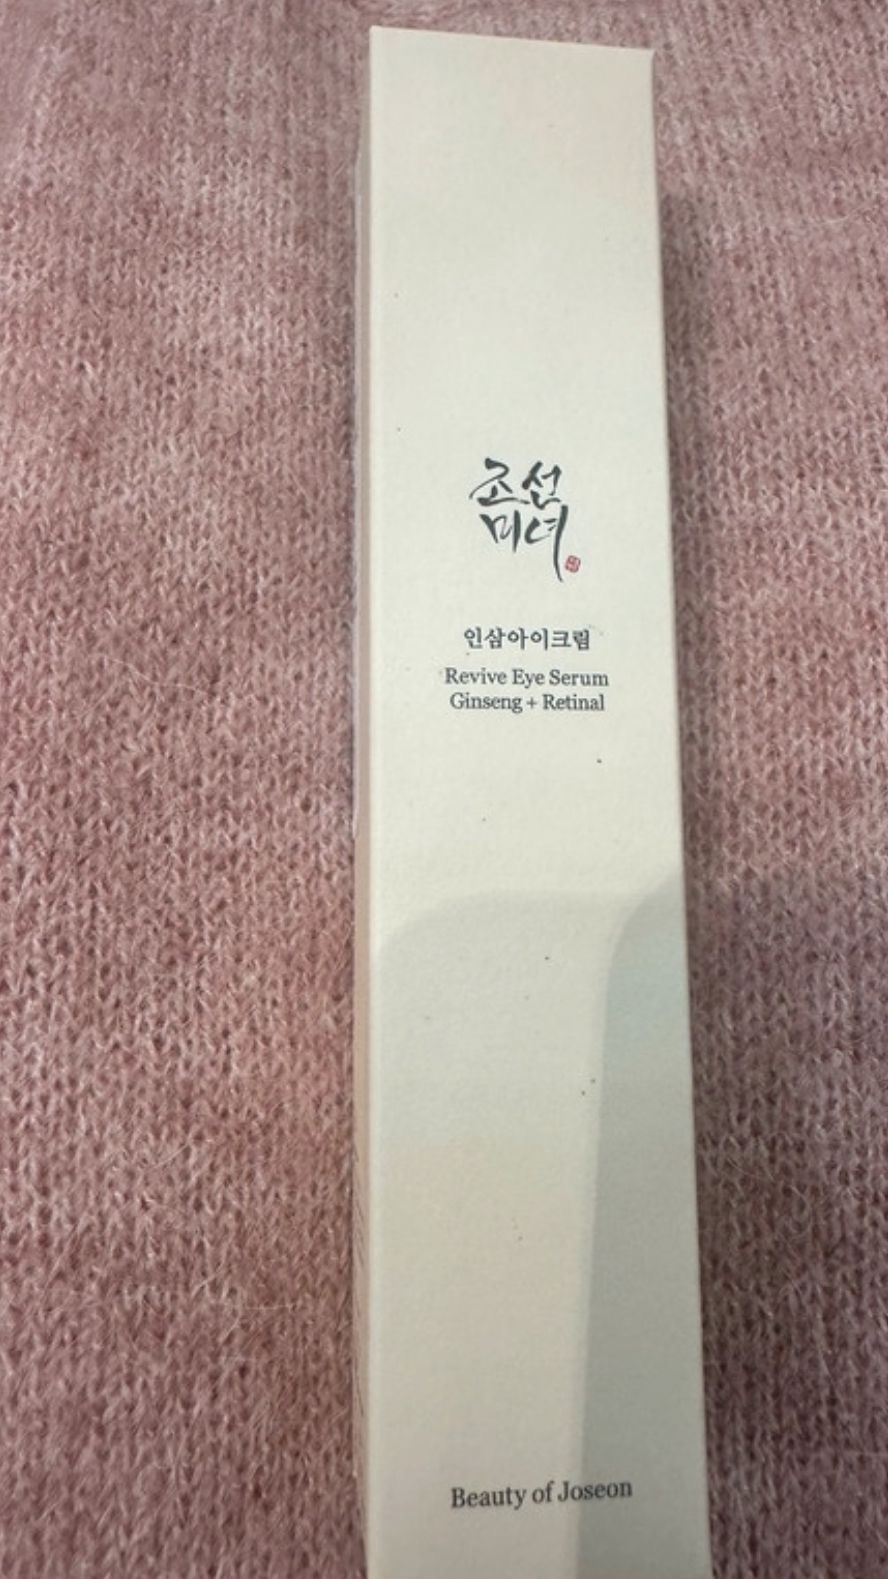 조선
미녀
인삼아이크림
Revive Eye Serum
Ginseng + Retinal
Beauty of Joseon